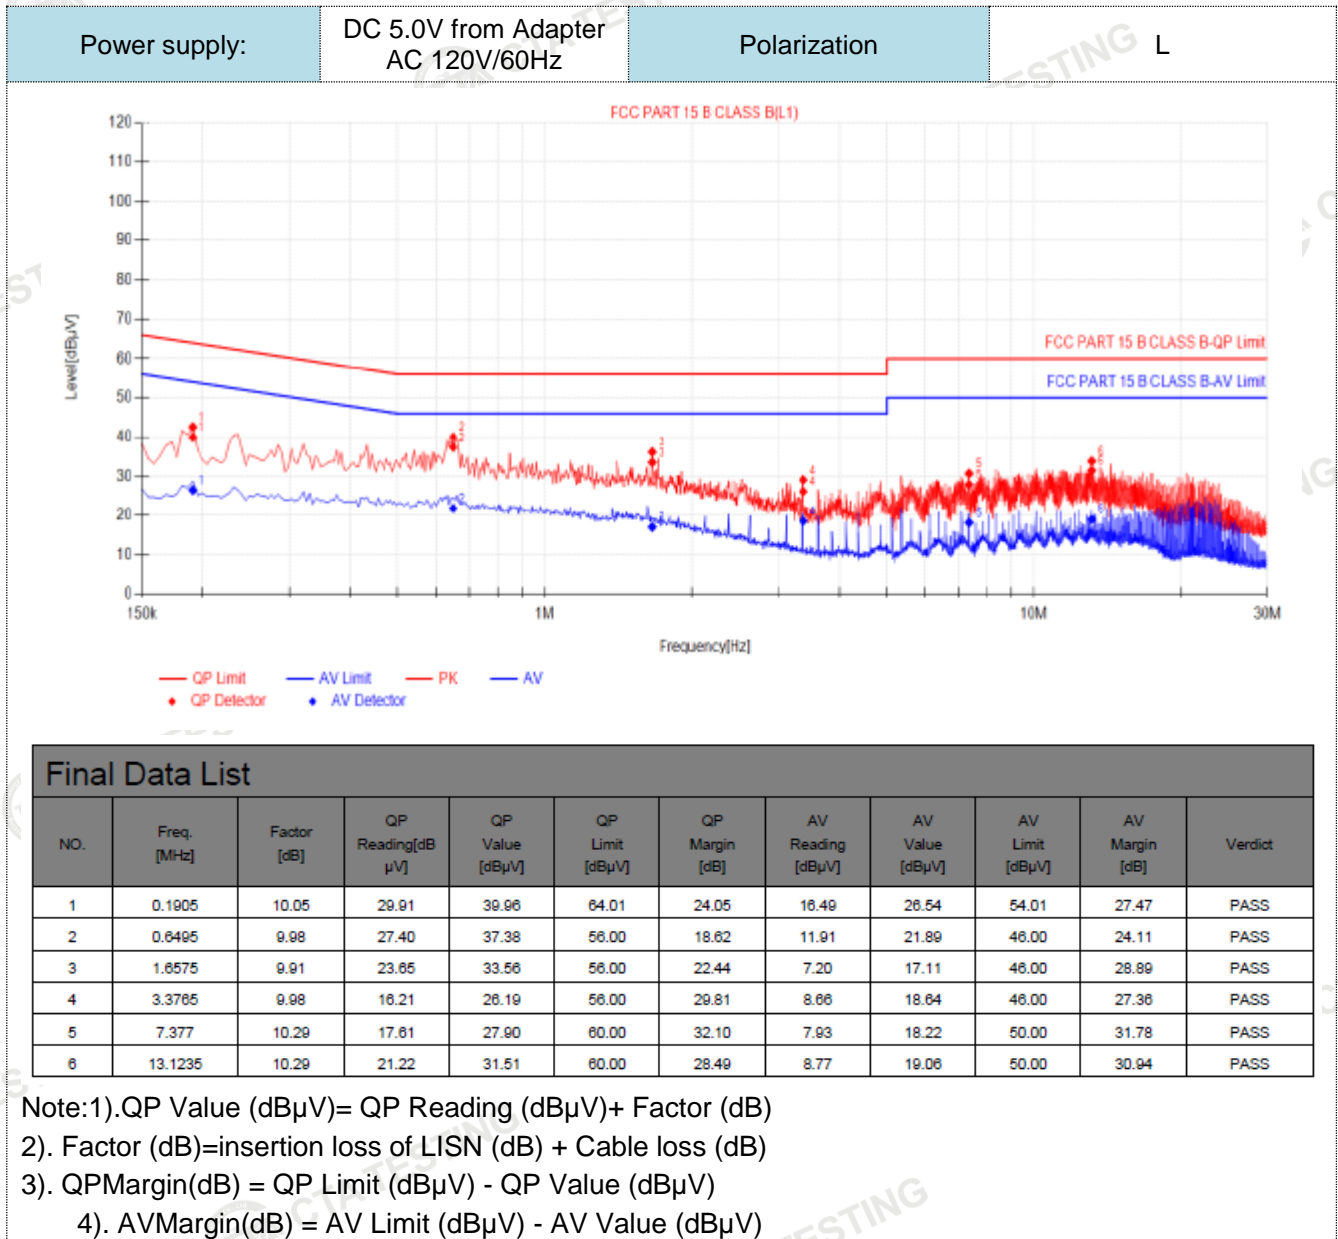 Power supply: DC 5.0V from Adapter AC 120V/60Hz Polarization L
FCC PART 15 B CLASS B(L1)
120
110
100
90
80
70
60
50
40
30
20
10
0
Level[dBμV]
FCC PART 15 B CLASS B-QP Limit
FCC PART 15 B CLASS B-AV Limit
150k 1M 10M 30M
Frequency[Hz]
QP Limit AV Limit PK AV
QP Detector AV Detector
Final Data List
NO. Freq. [MHz] Factor [dB] QP Reading[dBμV] QP Value [dBμV] QP Limit [dBμV] QP Margin [dB] AV Reading [dBμV] AV Value [dBμV] AV Limit [dBμV] AV Margin [dB] Verdict
1 0.1905 10.05 29.91 39.96 64.01 24.05 16.49 26.54 54.01 27.47 PASS
2 0.6495 9.98 27.40 37.38 56.00 18.62 11.91 21.89 46.00 24.11 PASS
3 1.6575 9.91 23.65 33.56 56.00 22.44 7.20 17.11 46.00 28.89 PASS
4 3.3765 9.98 16.21 26.19 56.00 29.81 8.66 18.64 46.00 27.36 PASS
5 7.377 10.29 17.61 27.90 60.00 32.10 7.93 18.22 50.00 31.78 PASS
6 13.1235 10.29 21.22 31.51 60.00 28.49 8.77 19.06 50.00 30.94 PASS
Note:1).QP Value (dBμV)= QP Reading (dBμV)+ Factor (dB)
2). Factor (dB)=insertion loss of LISN (dB) + Cable loss (dB)
3). QPMargin(dB) = QP Limit (dBμV) - QP Value (dBμV)
4). AVMargin(dB) = AV Limit (dBμV) - AV Value (dBμV)
CTA TESTING